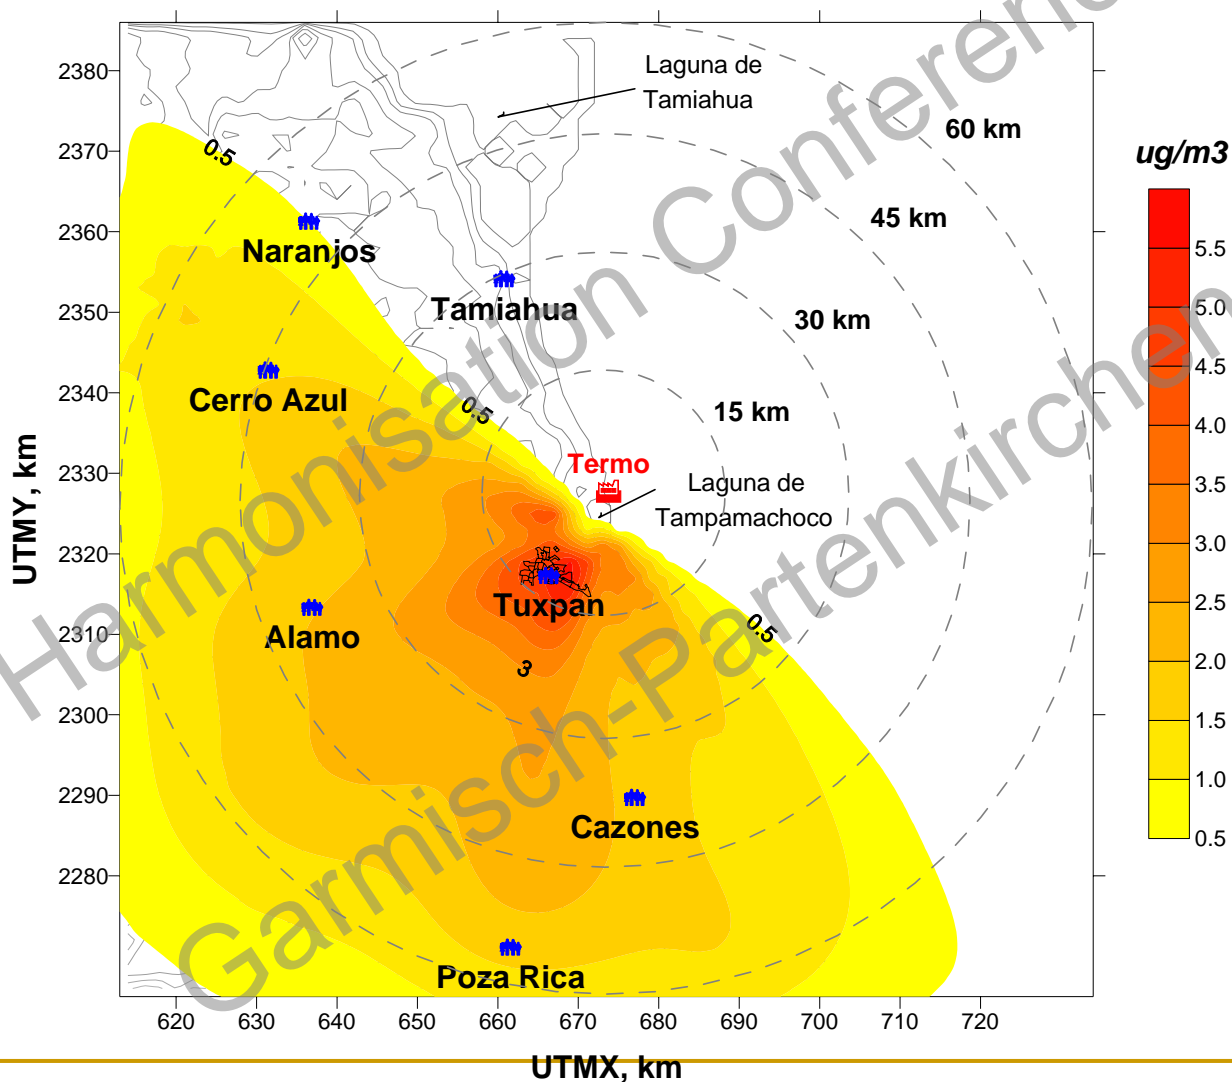 Laguna de
Tamiahua
60 km
ug/m3
45 km
30 km
15 km
0.5
Naranjos
Tamiahua
Cerro Azul
0.5
Termo
Laguna de
Tampamachoco
Tuxpan
Alamo
0.5
3
Cazones
Poza Rica
UTMY, km
2380
2370
2360
2350
2340
2330
2320
2310
2300
2290
2280
620 630 640 650 660 670 680 690 700 710 720
UTMX, km
5.5
5.0
4.5
4.0
3.5
3.0
2.5
2.0
1.5
1.0
0.5
Harmonisation Conference
Garmisch-Partenkirchen